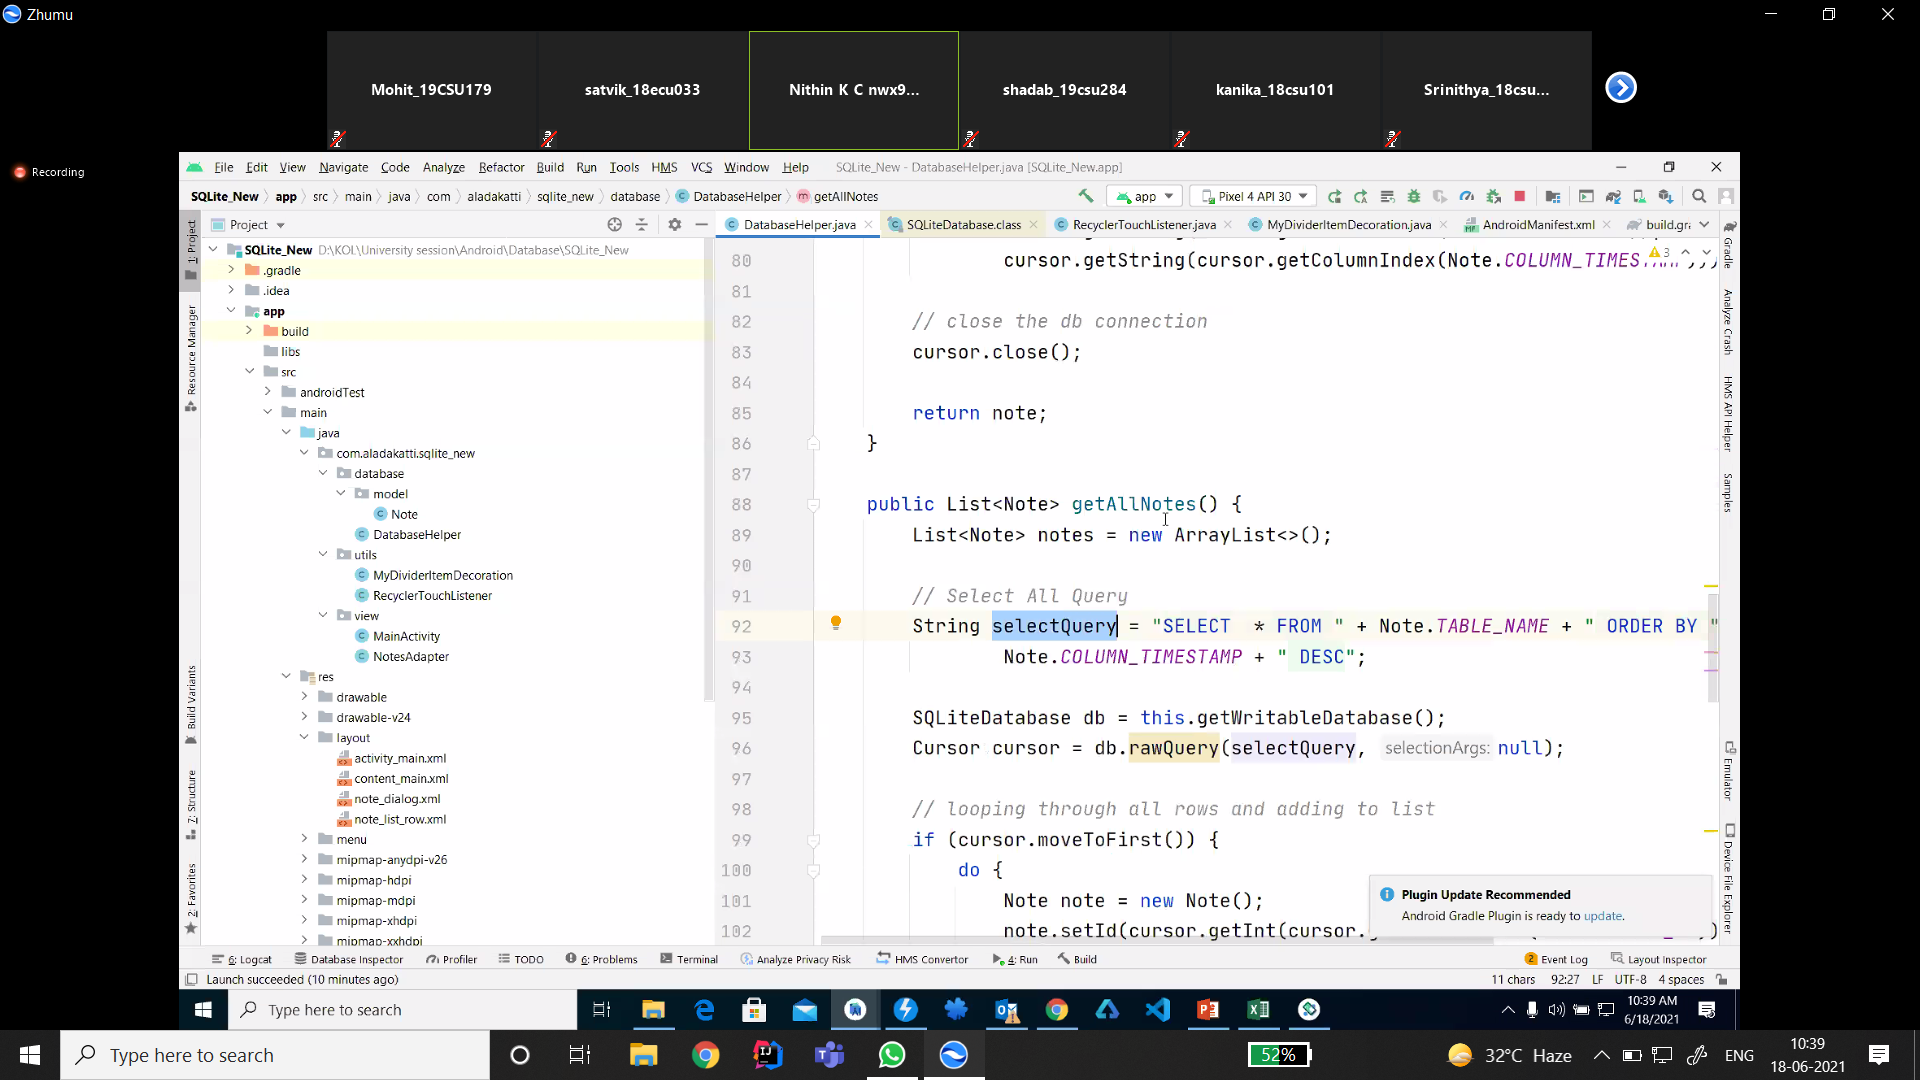 Zhumu
Mohit_19CSU179
satvik_18ecu033
Nithin K C nwx9...
shadab_19csu284
kanika_18csu101
Srinithya_18csu...
Recording
File Edit View Navigate Code Analyze Refactor Build Run Tools HMS VCS Window Help SQLite_New - DatabaseHelper.java [SQLite_New.app]
SQLite_New app src main java com aladakatti sqlite_new database DatabaseHelper getAllNotes app Pixel 4 API 30
Project DatabaseHelper.java SQLiteDatabase.class RecyclerTouchListener.java MyDividerItemDecoration.java AndroidManifest.xml build.gr
1: Project
Resource Manager
Build Variants
7: Structure
2: Favorites
SQLite_New D:\KOL\University session\Android\Database\SQLite_New
.gradle
.idea
app
build
libs
src
androidTest
main
java
com.aladakatti.sqlite_new
database
model
Note
DatabaseHelper
utils
MyDividerItemDecoration
RecyclerTouchListener
view
MainActivity
NotesAdapter
res
drawable
drawable-v24
layout
activity_main.xml
content_main.xml
note_dialog.xml
note_list_row.xml
menu
mipmap-anydpi-v26
mipmap-hdpi
mipmap-mdpi
mipmap-xhdpi
mipmap-xxhdpi
80 cursor.getString(cursor.getColumnIndex(Note.COLUMN_TIMESTAMP)))
3
81
82 // close the db connection
83 cursor.close();
84
85 return note;
86 }
87
88 public List<Note> getAllNotes() {
89 List<Note> notes = new ArrayList<>();
90
91 // Select All Query
92 String selectQuery = "SELECT * FROM " + Note.TABLE_NAME + " ORDER BY "
93 Note.COLUMN_TIMESTAMP + " DESC";
94
95 SQLiteDatabase db = this.getWritableDatabase();
96 Cursor cursor = db.rawQuery(selectQuery, selectionArgs: null);
97
98 // looping through all rows and adding to list
99 if (cursor.moveToFirst()) {
100 do {
101 Note note = new Note();
102 note.setId(cursor.getInt(cursor.g
Plugin Update Recommended
Android Gradle Plugin is ready to update.
Gradle
Analyze Crash
HMS API Helper
Samples
Emulator
Device File Explorer
6: Logcat Database Inspector Profiler TODO 6: Problems Terminal Analyze Privacy Risk HMS Convertor 4: Run Build 2 Event Log Layout Inspector
Launch succeeded (10 minutes ago) 11 chars 92:27 LF UTF-8 4 spaces
Type here to search
10:39 AM
6/18/2021
Type here to search
52%
32°C Haze
ENG
10:39
18-06-2021